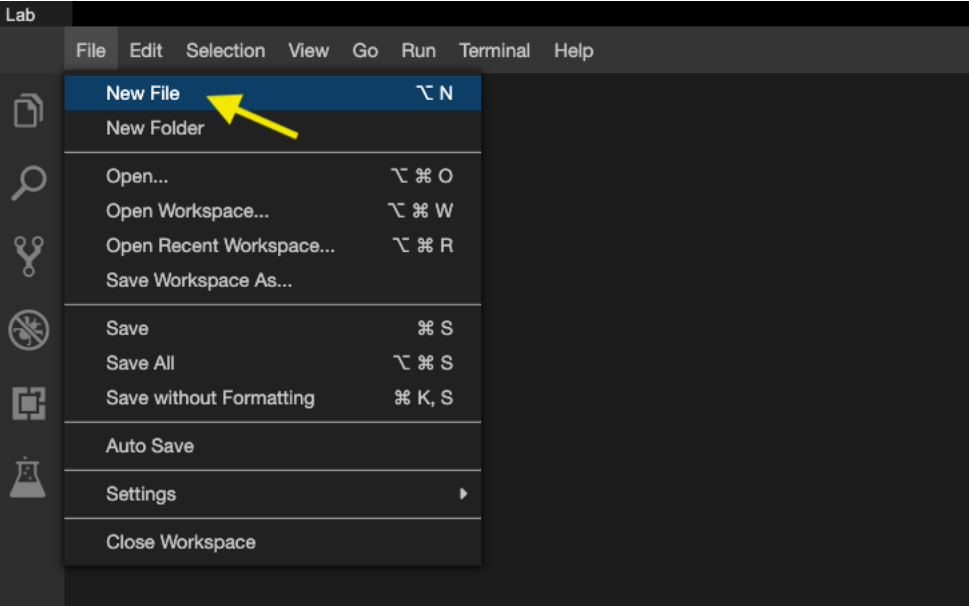 Lab
File Edit Selection View Go Run Terminal Help
New File ⌥ N
New Folder
Open... ⌥ ⌘ O
Open Workspace... ⌥ ⌘ W
Open Recent Workspace... ⌥ ⌘ R
Save Workspace As...
Save ⌘ S
Save All ⌥ ⌘ S
Save without Formatting ⌘ K, S
Auto Save
Settings
Close Workspace